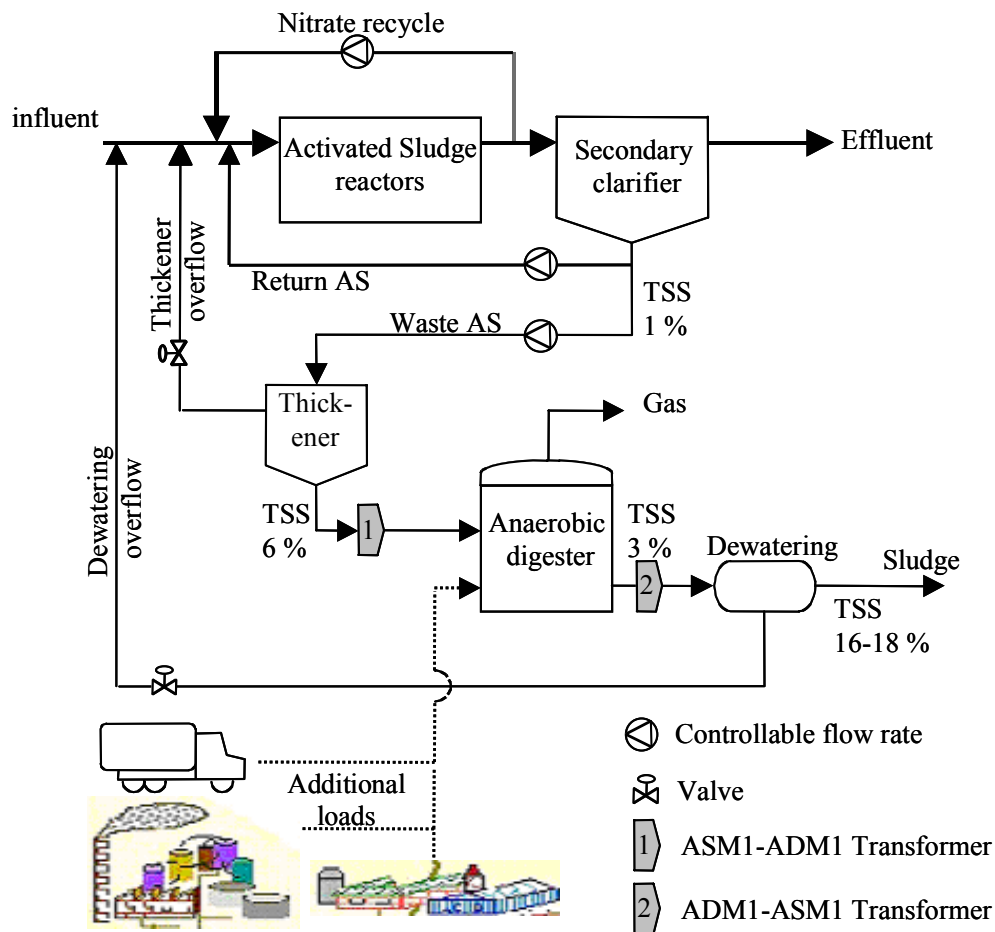 Nitrate recycle
influent
Activated Sludge
reactors
Secondary
clarifier
Effluent
Thickener
overflow
Return AS
TSS
1 %
Waste AS
Thick-
ener
Gas
Dewatering
overflow
TSS
6 %
1
Anaerobic
digester
TSS
3 %
2
Dewatering
Sludge
TSS
16-18 %
Additional
loads
Controllable flow rate
Valve
1
ASM1-ADM1 Transformer
2
ADM1-ASM1 Transformer